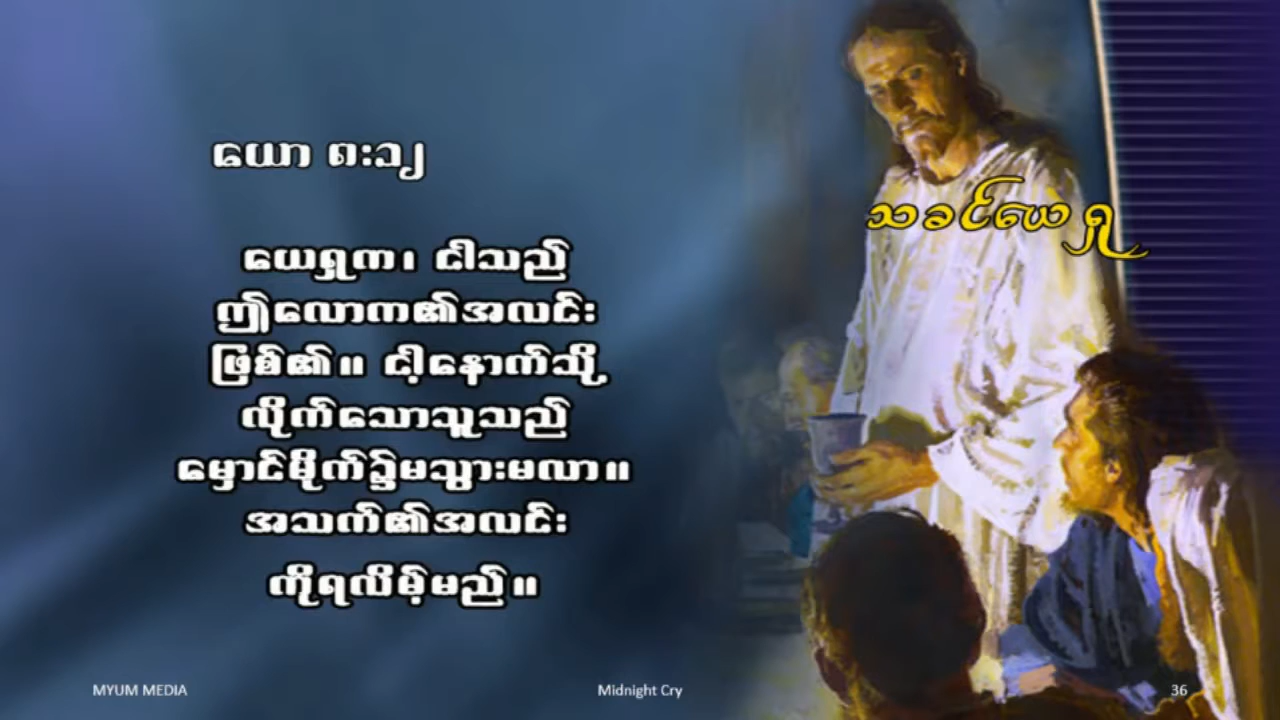 ယော ၈း၁၂
သခင်ယေရှု
ယေရှုက၊ ငါသည်
ဤလောက၏အလင်း
ဖြစ်၏။ ငါ့နောက်သို့
လိုက်သောသူသည်
မှောင်မိုက်၌မသွားမလာ။
အသက်၏အလင်း
ကိုရလိမ့်မည်။
MYUM MEDIA
Midnight Cry
36